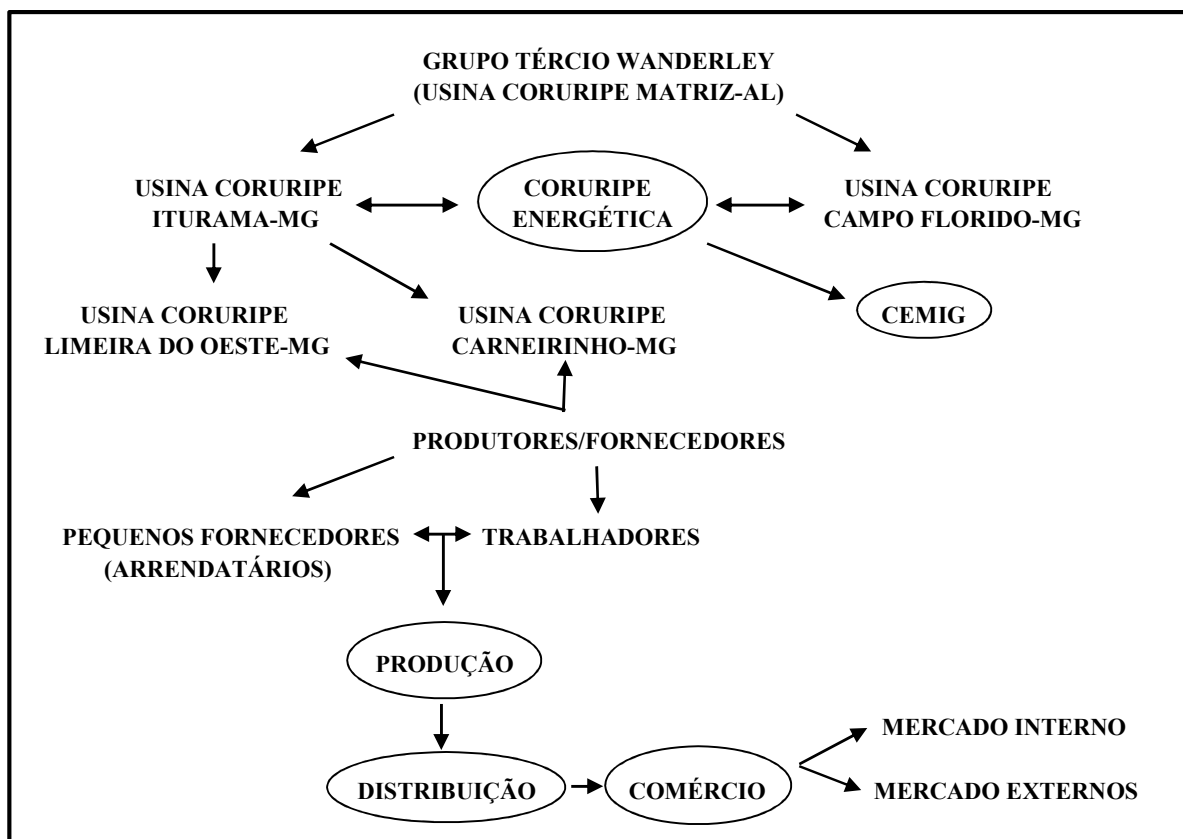 GRUPO TÉRCIO WANDERLEY
(USINA CORURIPE MATRIZ-AL)
USINA CORURIPE
ITURAMA-MG
CORURIPE
ENERGÉTICA
USINA CORURIPE
CAMPO FLORIDO-MG
USINA CORURIPE
LIMEIRA DO OESTE-MG
USINA CORURIPE
CARNEIRINHO-MG
CEMIG
PRODUTORES/FORNECEDORES
PEQUENOS FORNECEDORES
(ARRENDATÁRIOS)
TRABALHADORES
PRODUÇÃO
DISTRIBUIÇÃO
COMÉRCIO
MERCADO INTERNO
MERCADO EXTERNOS